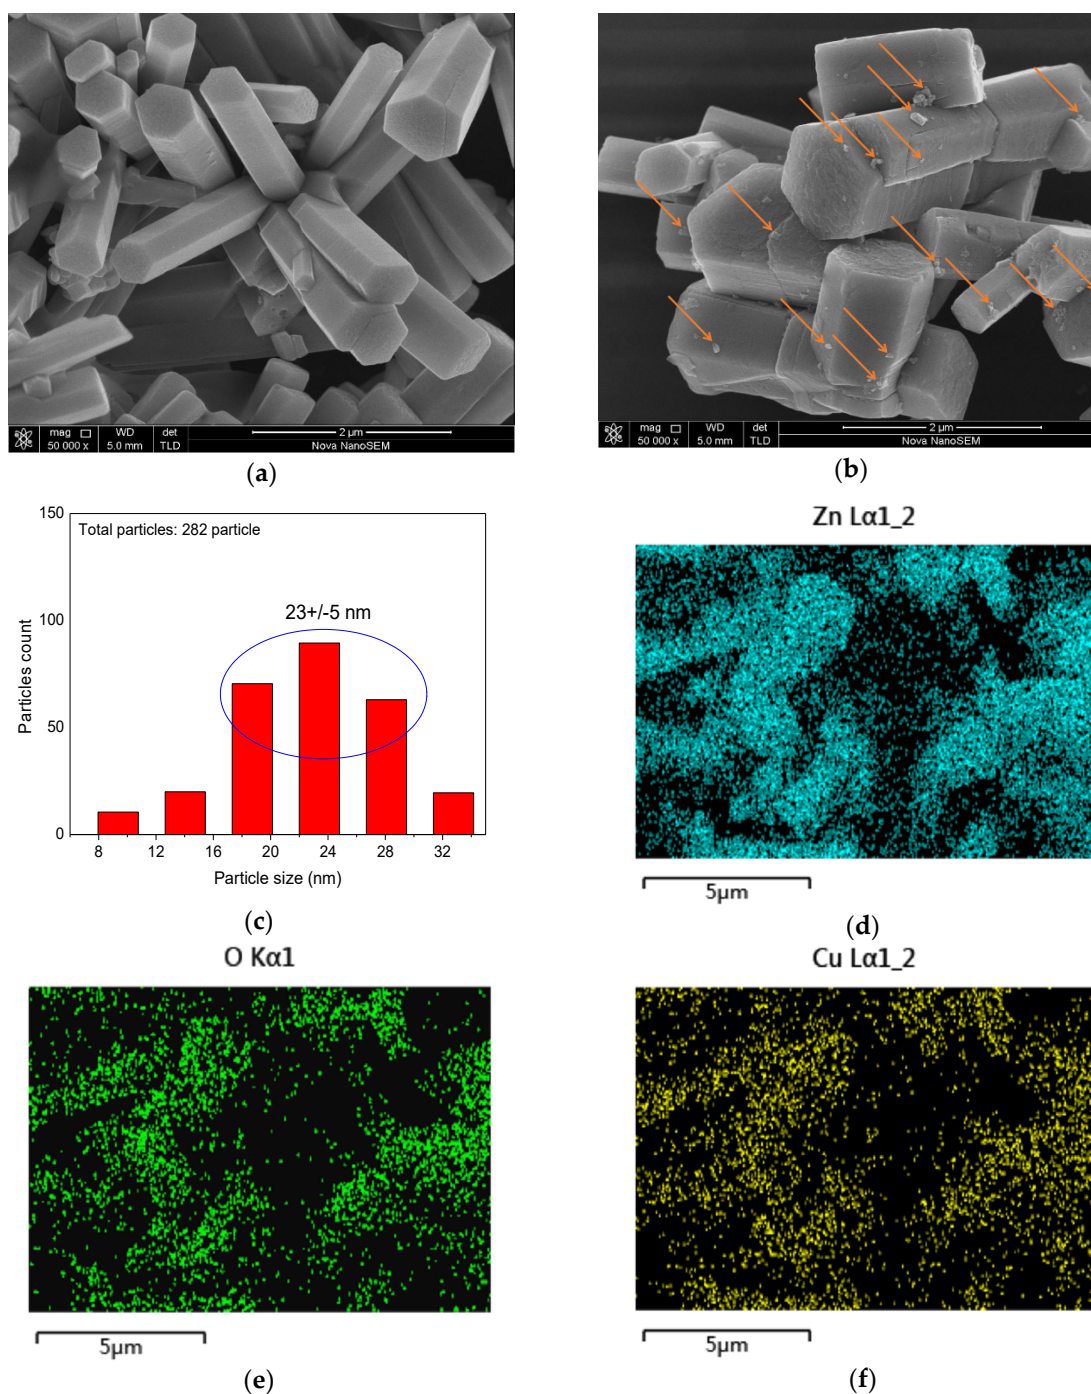 mag WD det
50 000 x 5.0 mm TLD
2 µm
Nova NanoSEM
(a)
mag WD det
50 000 x 5.0 mm TLD
2 µm
Nova NanoSEM
(b)
150
100
50
0
Total particles: 282 particle
23+/-5 nm
Particles count
8 12 16 20 24 28 32
Particle size (nm)
(c)
Zn Lα1_2
5µm
(d)
O Kα1
5µm
(e)
Cu Lα1_2
5µm
(f)